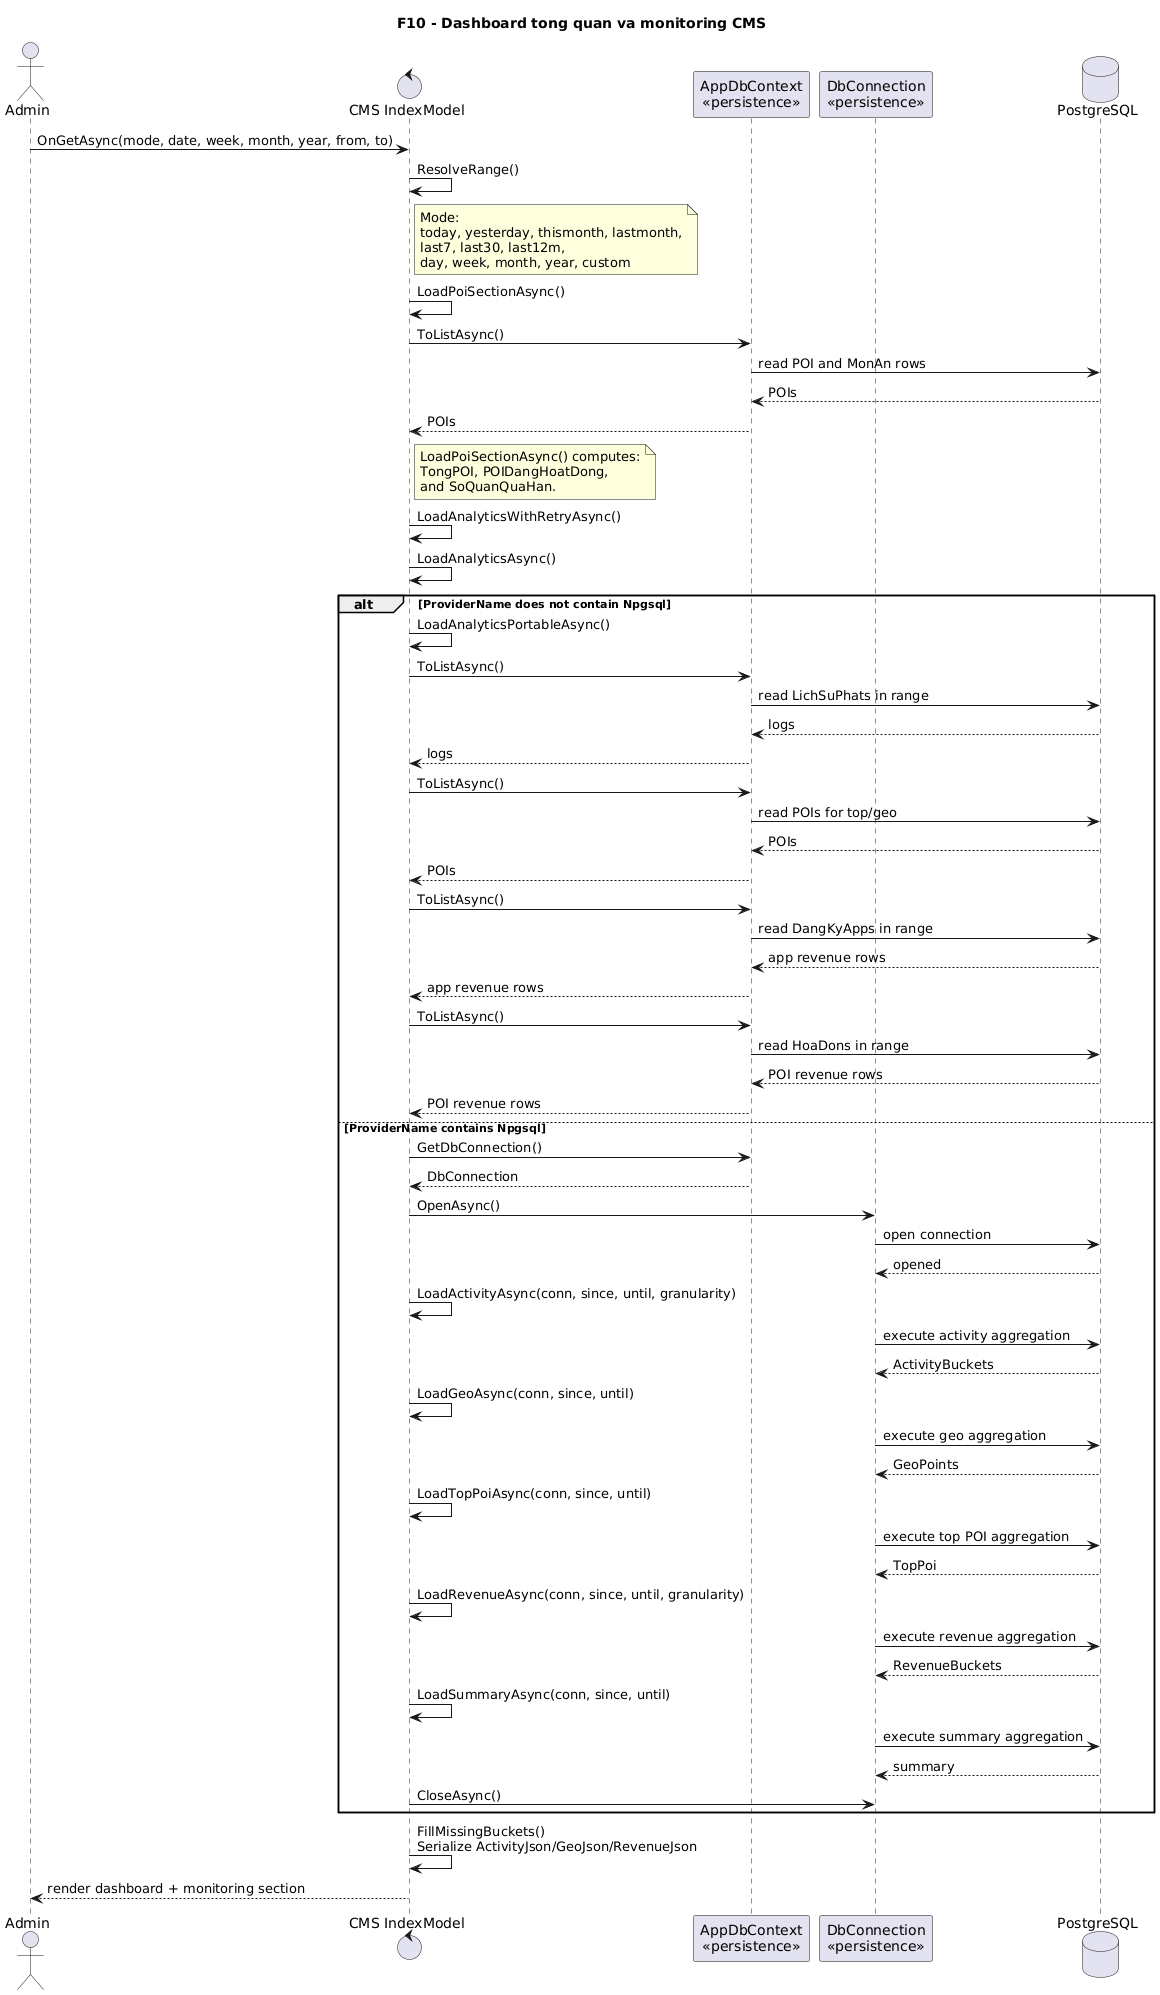 F10 - Dashboard tong quan va monitoring CMS
Admin
CMS IndexModel
AppDbContext
«persistence»
DbConnection
«persistence»
PostgreSQL
OnGetAsync(mode, date, week, month, year, from, to)
ResolveRange()
Mode:
today, yesterday, thismonth, lastmonth,
last7, last30, last12m,
day, week, month, year, custom
LoadPoiSectionAsync()
ToListAsync()
read POI and MonAn rows
POIs
POIs
LoadPoiSectionAsync() computes:
TongPOI, POIDangHoatDong,
and SoQuanQuaHan.
LoadAnalyticsWithRetryAsync()
LoadAnalyticsAsync()
alt
[ProviderName does not contain Npgsql]
LoadAnalyticsPortableAsync()
ToListAsync()
read LichSuPhats in range
logs
logs
ToListAsync()
read POIs for top/geo
POIs
POIs
ToListAsync()
read DangKyApps in range
app revenue rows
app revenue rows
ToListAsync()
read HoaDons in range
POI revenue rows
POI revenue rows
[ProviderName contains Npgsql]
GetDbConnection()
DbConnection
OpenAsync()
open connection
opened
LoadActivityAsync(conn, since, until, granularity)
execute activity aggregation
ActivityBuckets
LoadGeoAsync(conn, since, until)
execute geo aggregation
GeoPoints
LoadTopPoiAsync(conn, since, until)
execute top POI aggregation
TopPoi
LoadRevenueAsync(conn, since, until, granularity)
execute revenue aggregation
RevenueBuckets
LoadSummaryAsync(conn, since, until)
execute summary aggregation
summary
CloseAsync()
FillMissingBuckets()
Serialize ActivityJson/GeoJson/RevenueJson
render dashboard + monitoring section
Admin
CMS IndexModel
AppDbContext
«persistence»
DbConnection
«persistence»
PostgreSQL